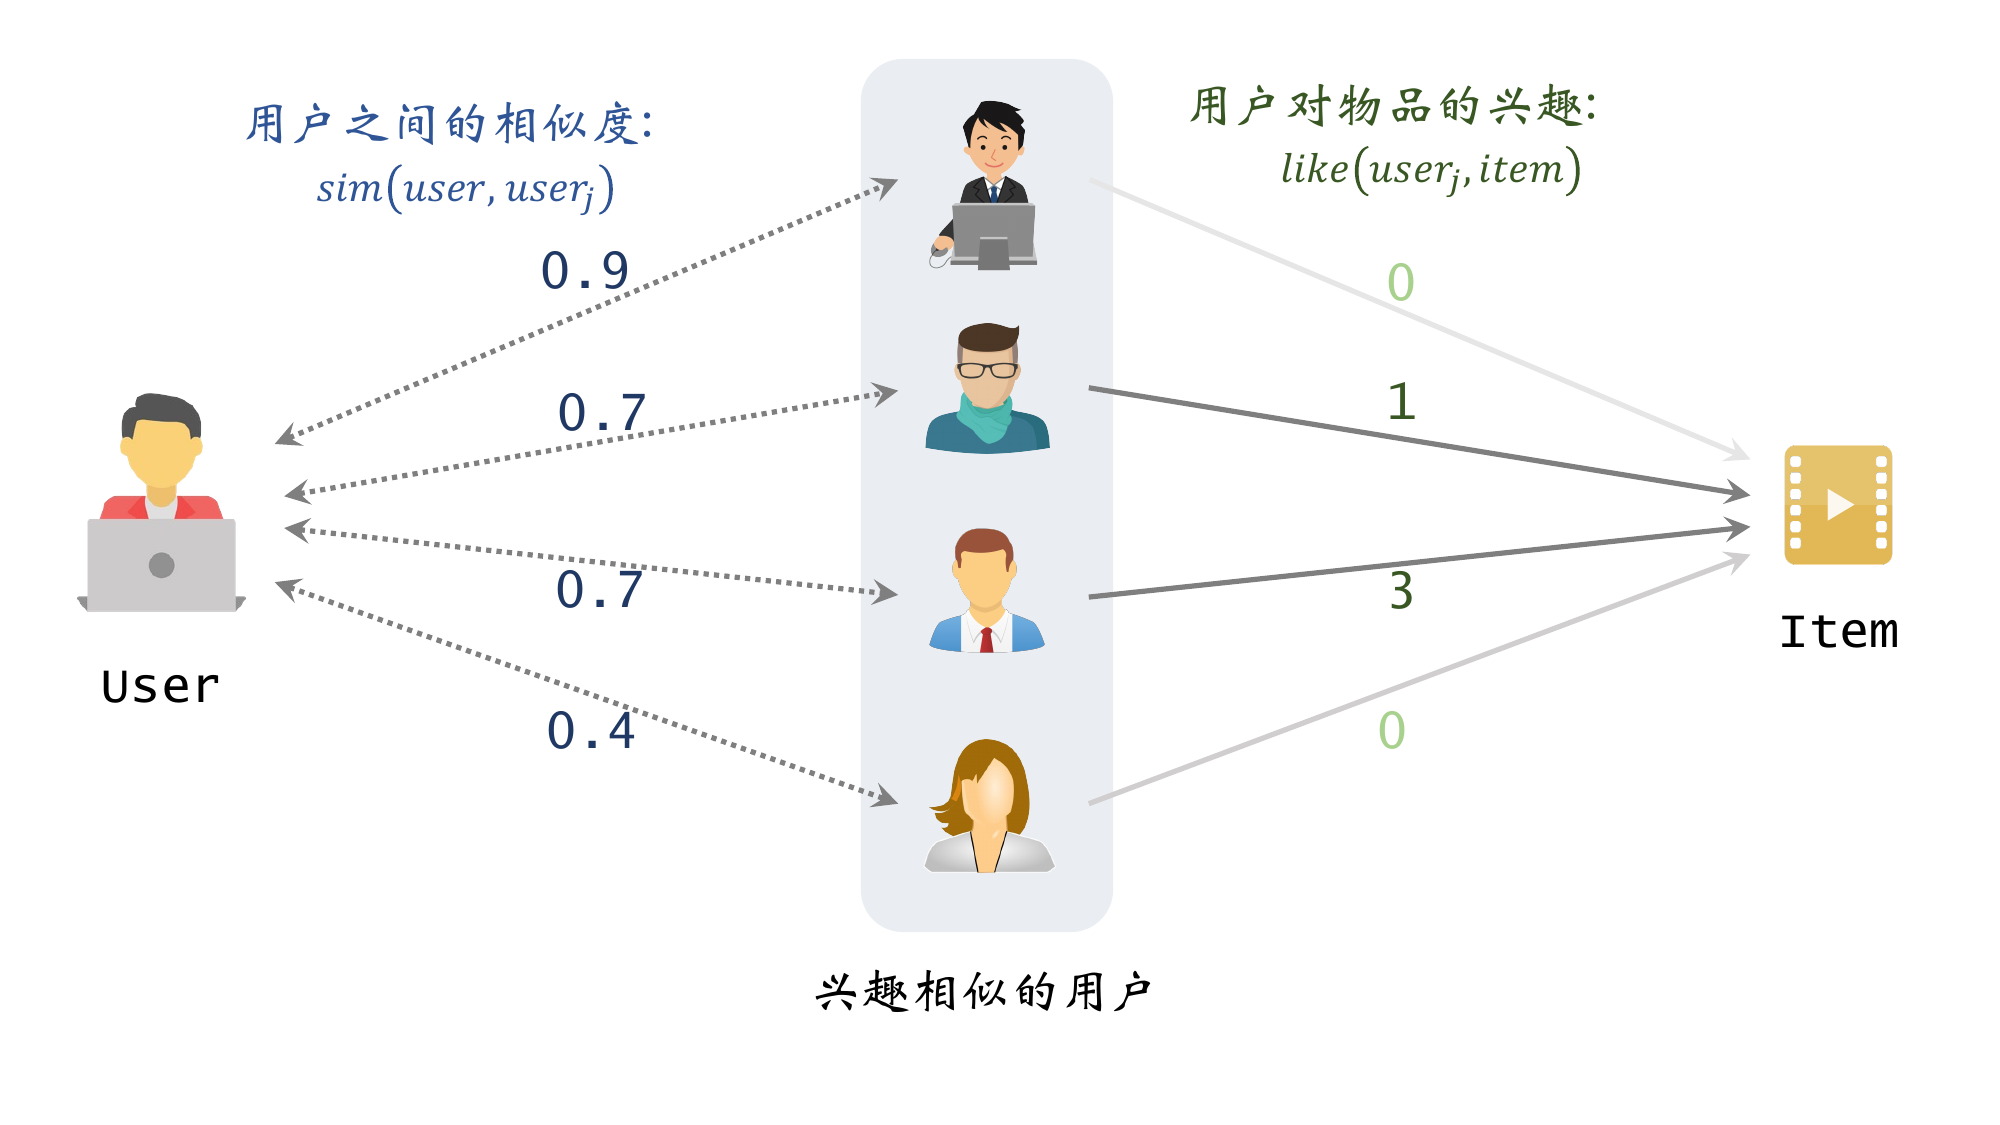 用户之间的相似度:
sim(user, user_j)
用户对物品的兴趣:
like(user_j, item)
0.9
0
0.7
1
0.7
3
0.4
0
User
Item
兴趣相似的用户